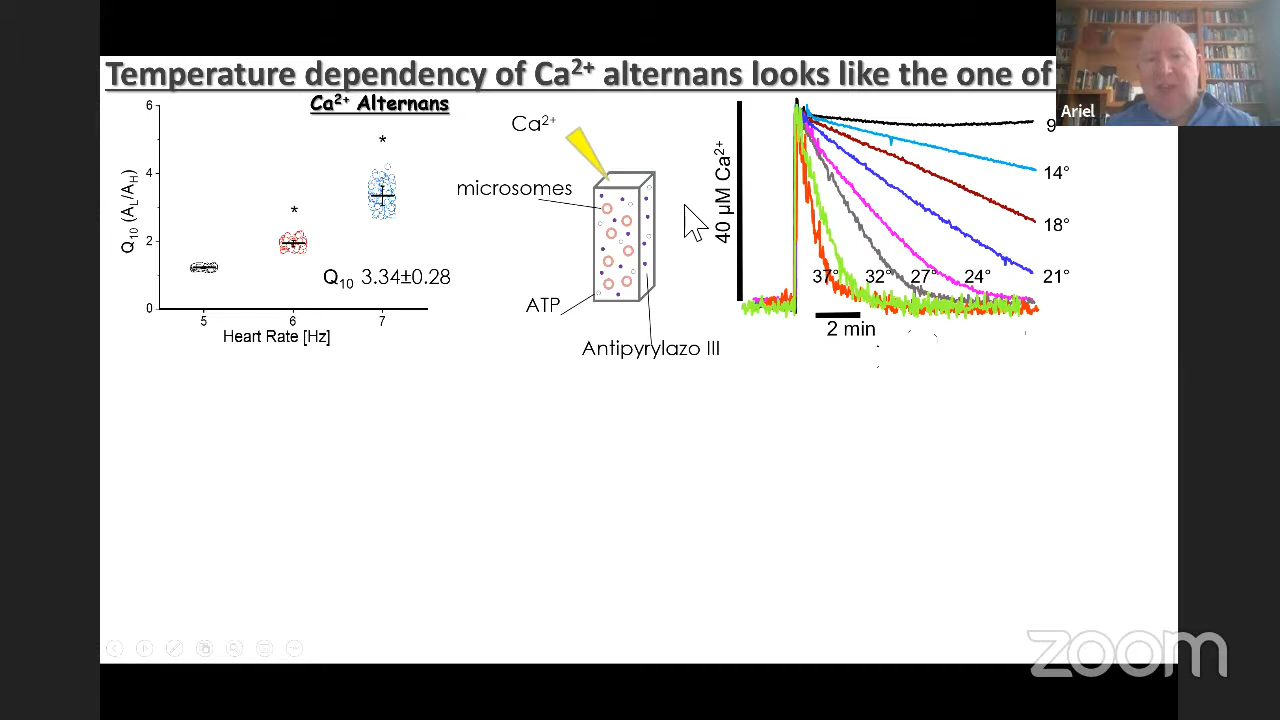 Temperature dependency of Ca²⁺ alternans looks like the one of
Ariel
Ca²⁺ Alternans
Q₁₀ (A_L/A_H)
6
4
2
0
*
*
Q₁₀ 3.34±0.28
5
6
7
Heart Rate [Hz]
Ca²⁺
microsomes
ATP
Antipyrylazo III
40 µM Ca²⁺
9
14°
18°
21°
37°
32°
27°
24°
2 min
zoom